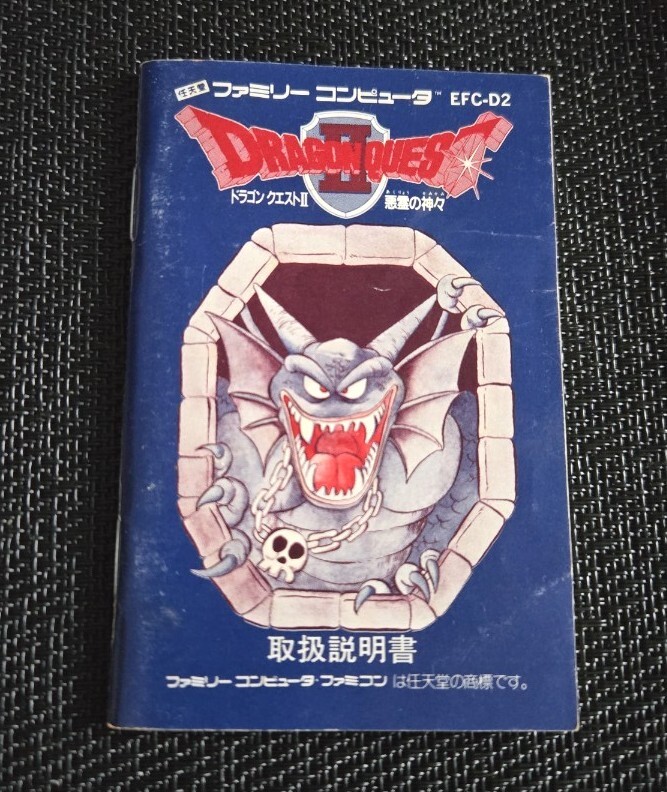 任天堂 ファミリー コンピュータ™ EFC-D2
DRAGON QUEST
II
ドラゴン クエストII 悪霊の神々
あくりょう かみがみ
取扱説明書
ファミリー コンピュータ・ファミコン は任天堂の商標です。